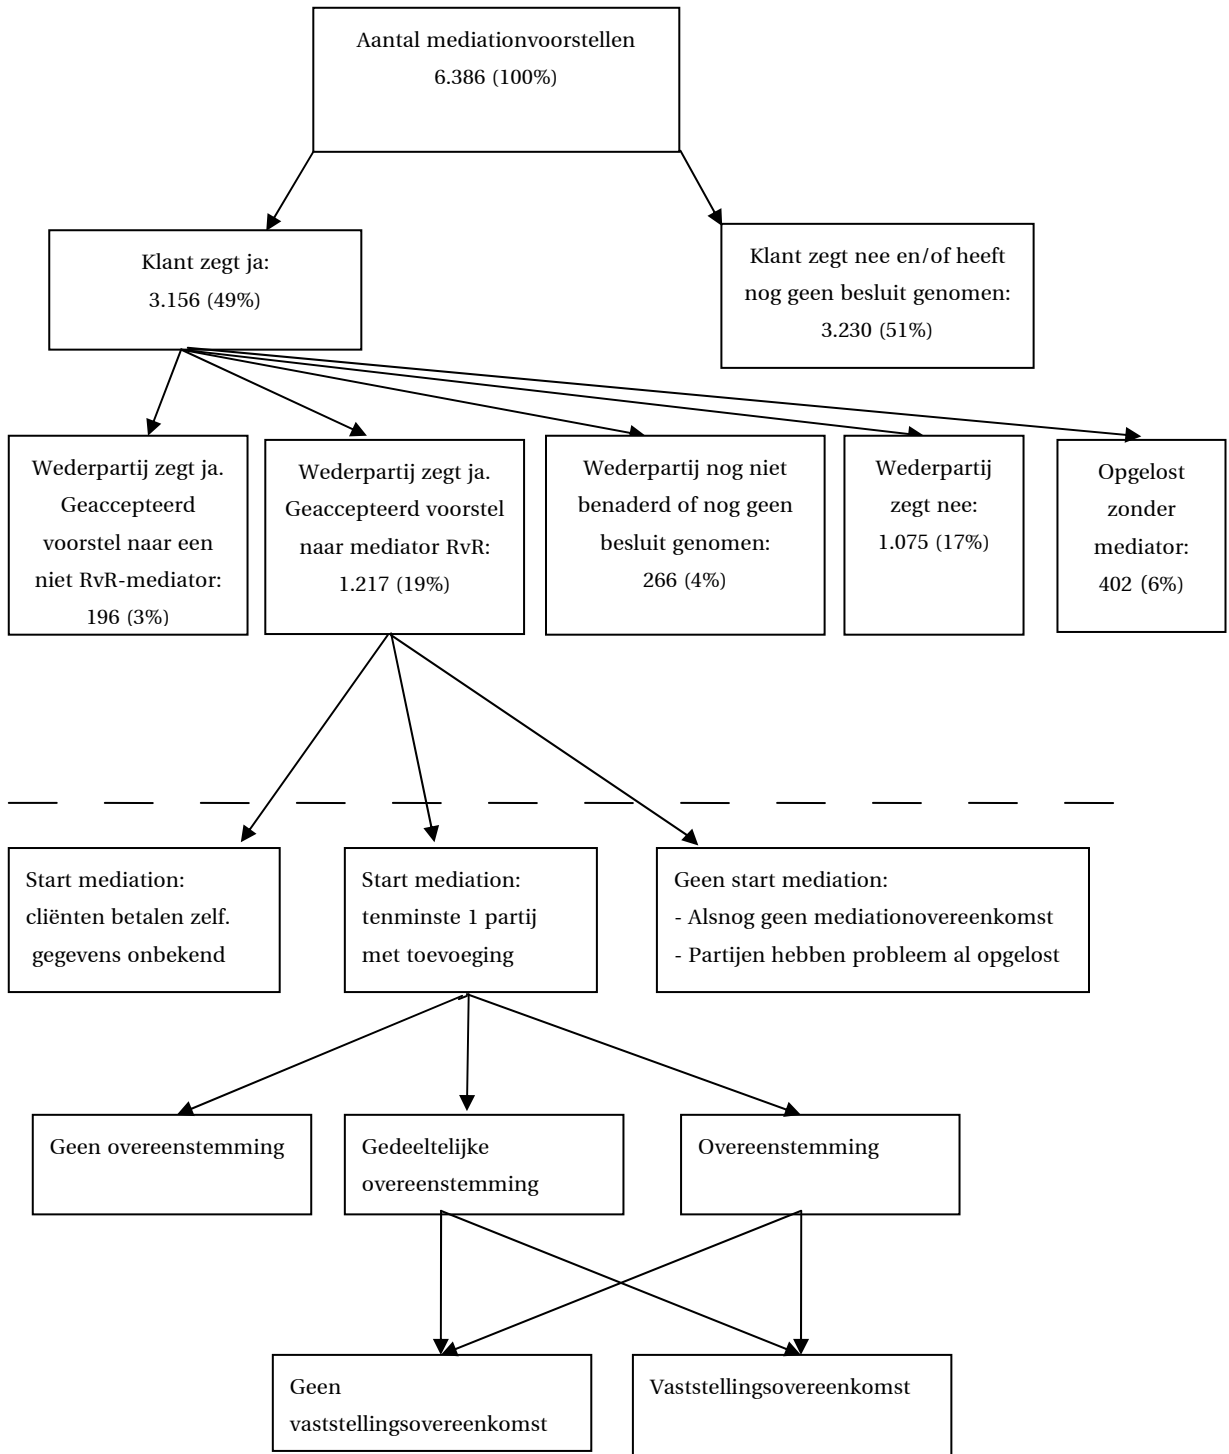 Aantal mediationvoorstellen
6.386 (100%)
Klant zegt ja:
3.156 (49%)
Klant zegt nee en/of heeft
nog geen besluit genomen:
3.230 (51%)
Wederpartij zegt ja.
Geaccepteerd
voorstel naar een
niet RvR-mediator:
196 (3%)
Wederpartij zegt ja.
Geaccepteerd voorstel
naar mediator RvR:
1.217 (19%)
Wederpartij nog niet
benaderd of nog geen
besluit genomen:
266 (4%)
Wederpartij
zegt nee:
1.075 (17%)
Opgelost
zonder
mediator:
402 (6%)
Start mediation:
cliënten betalen zelf.
gegevens onbekend
Start mediation:
tenminste 1 partij
met toevoeging
Geen start mediation:
- Alsnog geen mediationovereenkomst
- Partijen hebben probleem al opgelost
Geen overeenstemming
Gedeeltelijke
overeenstemming
Overeenstemming
Geen
vaststellingsovereenkomst
Vaststellingsovereenkomst